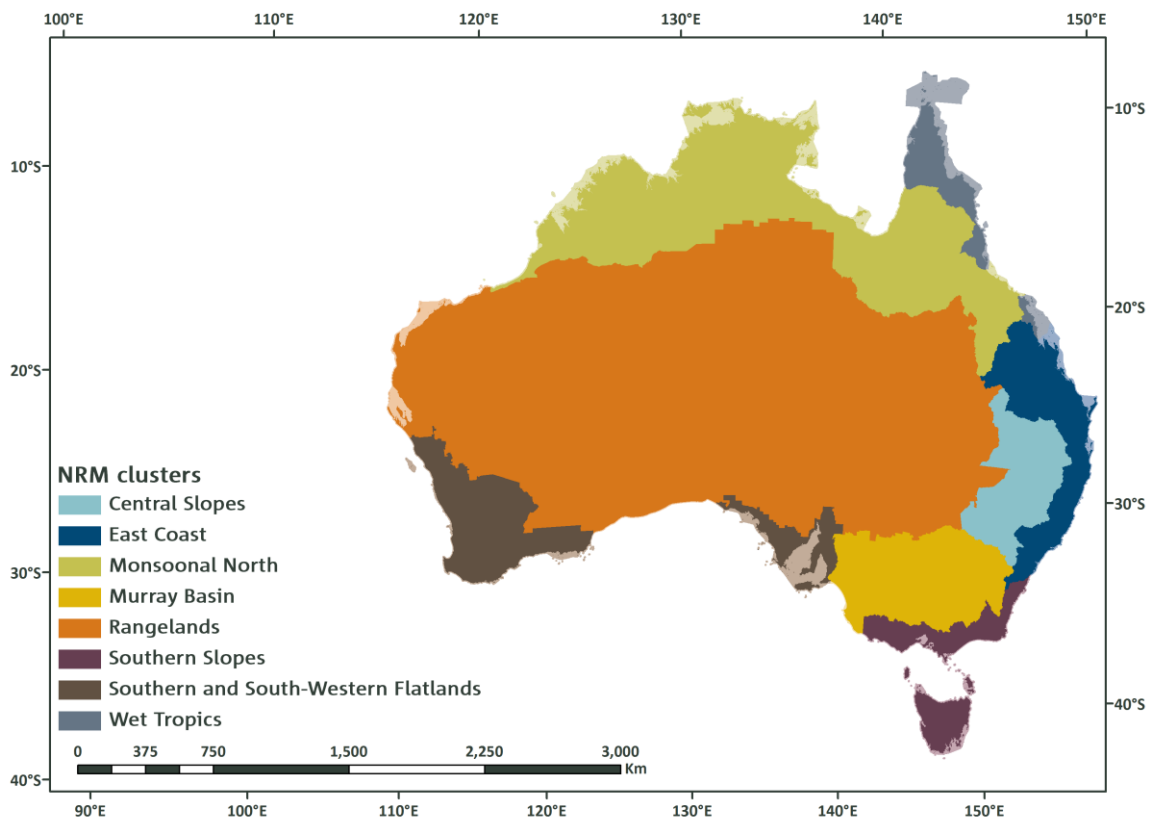 100°E 110°E 120°E 130°E 140°E 150°E
10°S
10°S
20°S
20°S
NRM clusters
Central Slopes
30°S
East Coast
Monsoonal North
30°S
Murray Basin
Rangelands
Southern Slopes
Southern and South-Western Flatlands
40°S
Wet Tropics
0 375 750 1,500 2,250 3,000
Km
40°S
90°E 100°E 110°E 120°E 130°E 140°E 150°E